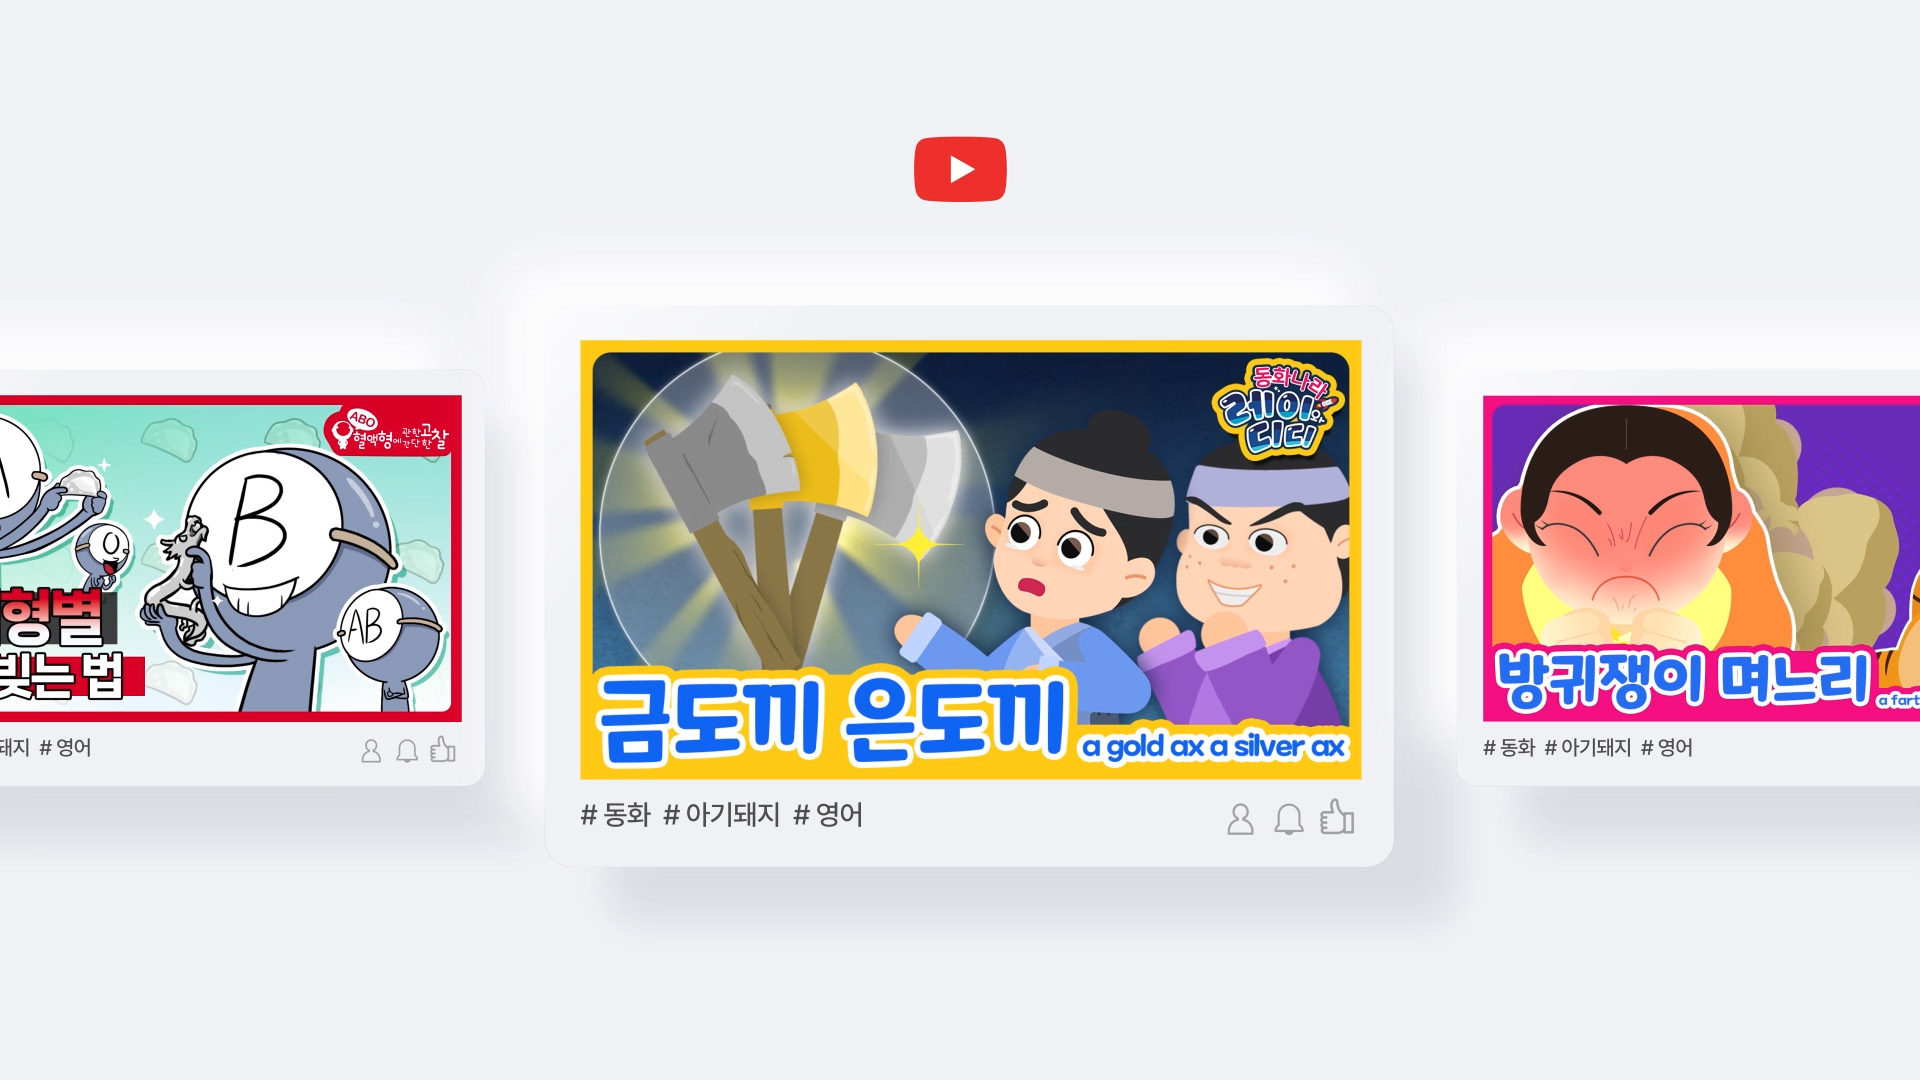 A
O
B
AB
ABO
혈액형에 관한 간단한 고찰
형별
빚는 법
돼지 # 영어
동화나라
레이디디
금도끼 은도끼
a gold ax a silver ax
# 동화 # 아기돼지 # 영어
방귀쟁이 며느리
a fart
# 동화 # 아기돼지 # 영어